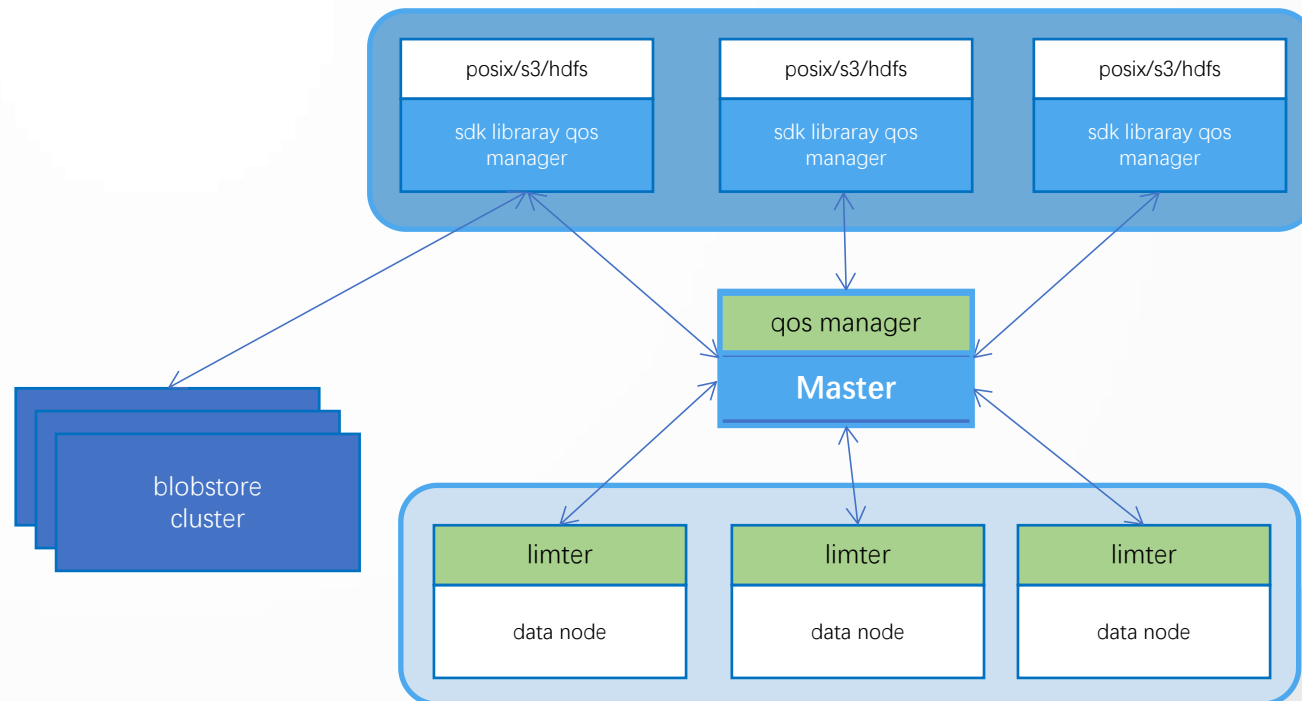 posix/s3/hdfs
posix/s3/hdfs
posix/s3/hdfs
sdk libraray qos
manager
sdk libraray qos
manager
sdk libraray qos
manager
qos manager
Master
blobstore
cluster
limter
limter
limter
data node
data node
data node